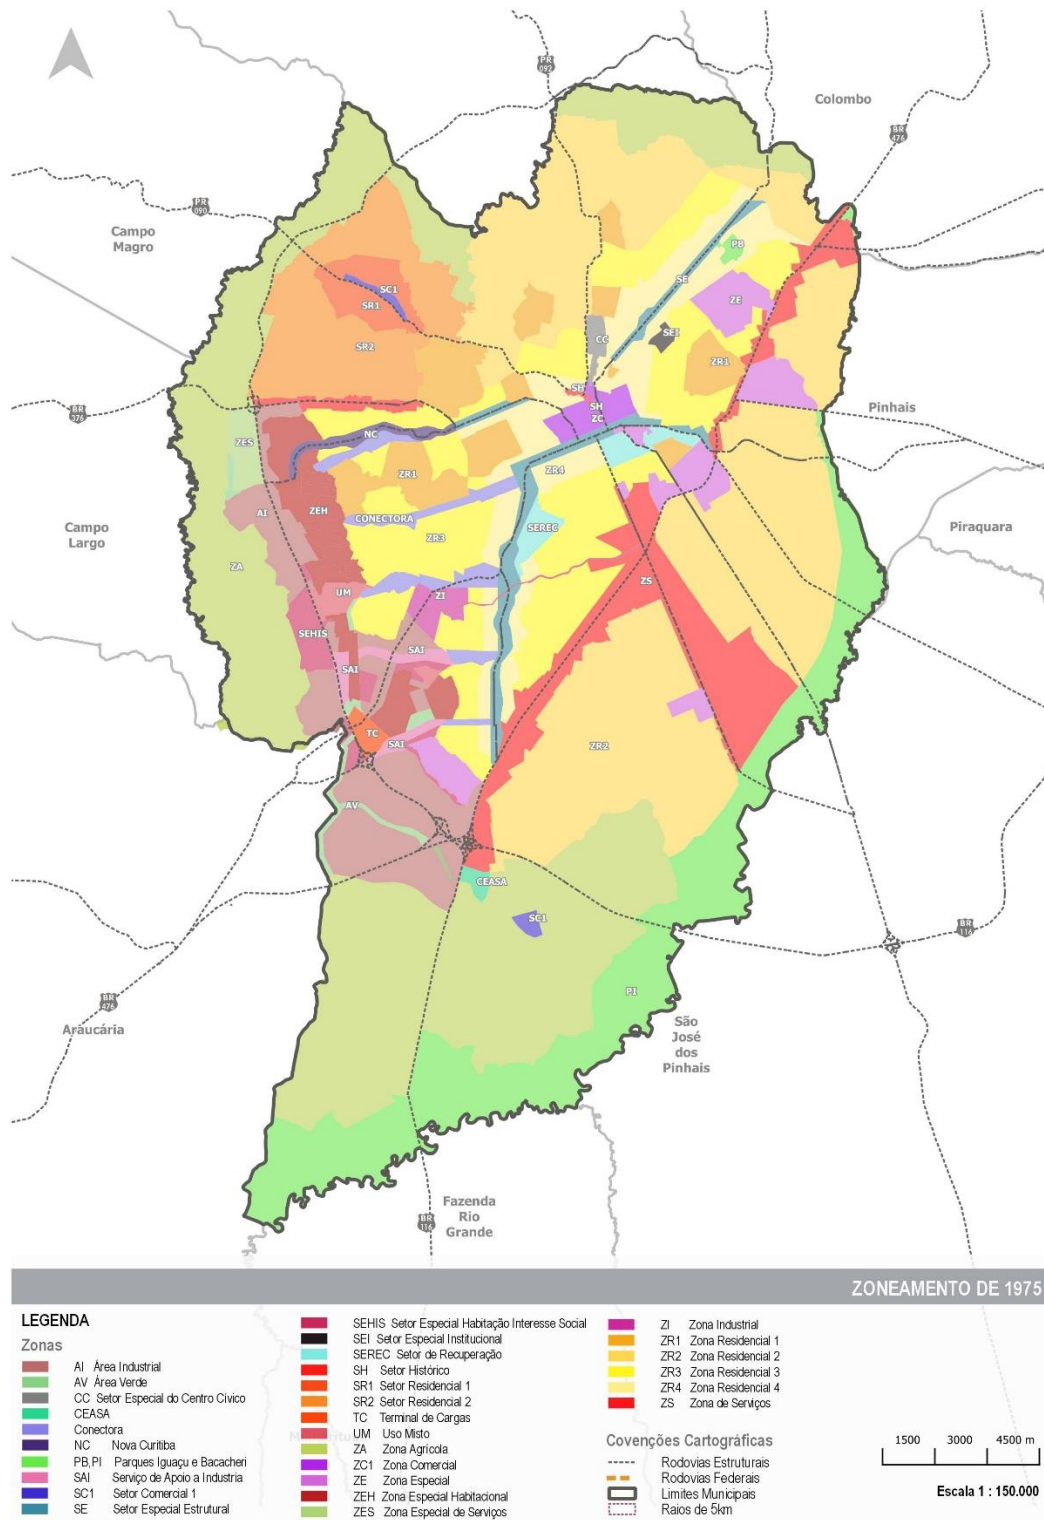 PR
092
Colombo
BR
476
PR
090
Campo
Magro
PB
SC1
SE
ZE
SR1
SEI
CC
SR2
ZR1
BR
376
SH
SH
Pinhais
ZC
NC
ZES
ZR4
ZR1
AI
ZEH
CONECTORA
SEREC
Piraquara
Campo
Largo
ZR3
ZA
ZS
UM
ZI
SEHIS
SAI
SAI
TC
SAI
ZR2
AV
CEASA
SC1
BR
116
PI
BR
476
Araucária
São
José
dos
Pinhais
Fazenda
Rio
Grande
BR
116
ZONEAMENTO DE 1975
LEGENDA
Zonas
AI Área Industrial
AV Área Verde
CC Setor Especial do Centro Cívico
CEASA
Conectora
NC Nova Curitiba
PB,PI Parques Iguaçu e Bacacheri
SAI Serviço de Apoio a Industria
SC1 Setor Comercial 1
SE Setor Especial Estrutural
SEHIS Setor Especial Habitação Interesse Social
SEI Setor Especial Institucional
SEREC Setor de Recuperação
SH Setor Histórico
SR1 Setor Residencial 1
SR2 Setor Residencial 2
TC Terminal de Cargas
UM Uso Misto
ZA Zona Agrícola
ZC1 Zona Comercial
ZE Zona Especial
ZEH Zona Especial Habitacional
ZES Zona Especial de Serviços
ZI Zona Industrial
ZR1 Zona Residencial 1
ZR2 Zona Residencial 2
ZR3 Zona Residencial 3
ZR4 Zona Residencial 4
ZS Zona de Serviços
Covenções Cartográficas
Rodovias Estruturais
Rodovias Federais
Limites Municipais
Raios de 5km
1500 3000 4500 m
Escala 1 : 150.000